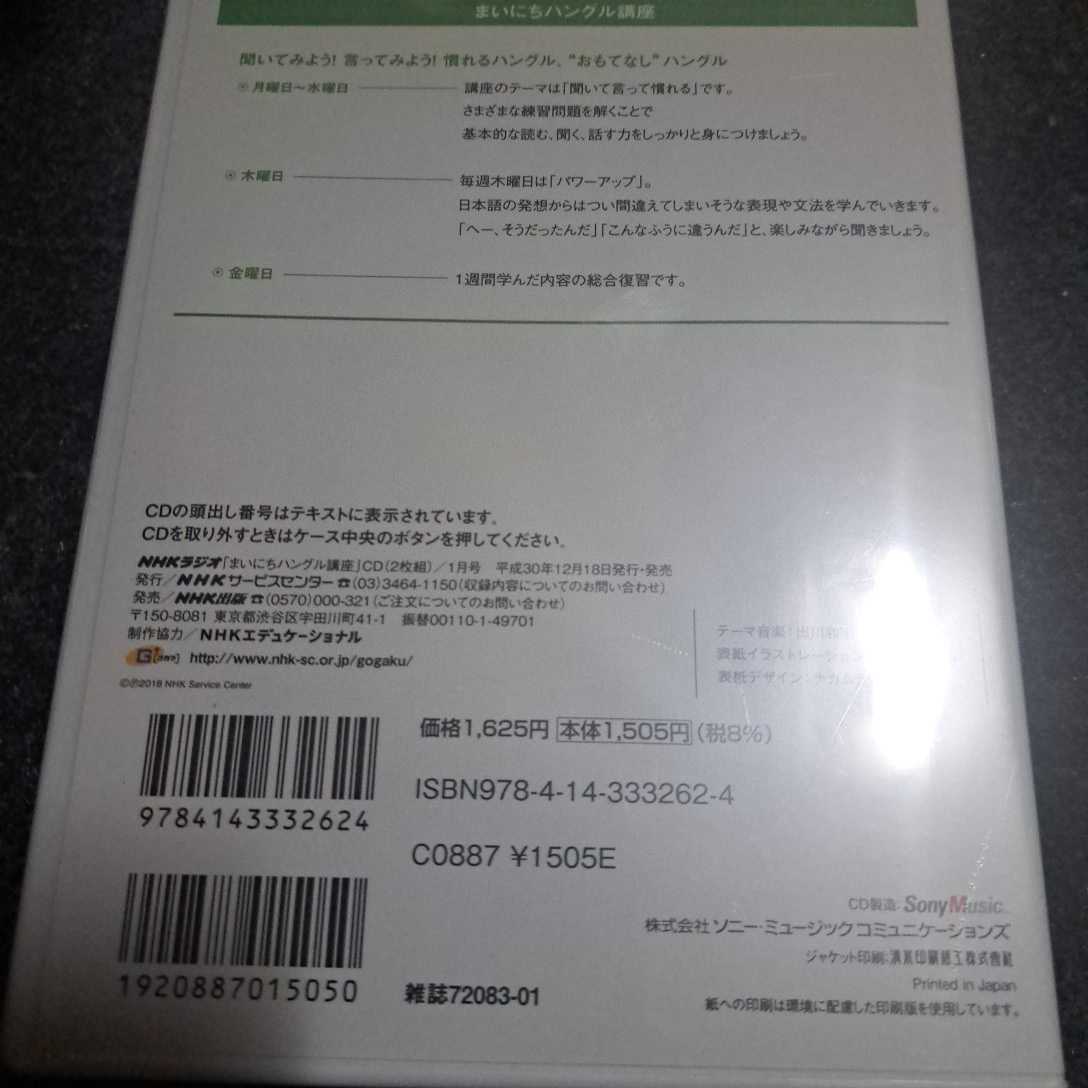 まいにちハングル講座
聞いてみよう! 言ってみよう! 慣れるハングル、"おもてなし"ハングル
月曜日～水曜日 講座のテーマは「聞いて言って慣れる」です。
さまざまな練習問題を解くことで
基本的な読む、聞く、話す力をしっかりと身につけましょう。
木曜日 毎週木曜日は「パワーアップ」。
日本語の発想からはつい間違えてしまいそうな表現や文法を学んでいきます。
「へー、そうだったんだ」「こんなふうに違うんだ」と、楽しみながら聞きましょう。
金曜日 1週間学んだ内容の総合復習です。
CDの頭出し番号はテキストに表示されています。
CDを取り外すときはケース中央のボタンを押してください。
NHKラジオ「まいにちハングル講座」CD(2枚組)/1月号 平成30年12月18日発行・発売
発行/NHKサービスセンター ☎(03)3464-1150(収録内容についてのお問い合わせ)
発売/NHK出版 ☎(0570)000-321(ご注文についてのお問い合わせ)
〒150-8081 東京都渋谷区宇田川町41-1 振替00110-1-49701
制作協力/NHKエデュケーショナル
http://www.nhk-sc.or.jp/gogaku/
©℗2018 NHK Service Center
テーマ音楽:
表紙イラストレーション
表紙デザイン:
価格1,625円 本体1,505円(税8%)
ISBN978-4-14-333262-4
9784143332624
C0887 ¥1505E
1920887015050
雑誌72083-01
CD製造: SonyMusic
株式会社 ソニー・ミュージックコミュニケーションズ
ジャケット印刷:
Printed in Japan
紙への印刷は環境に配慮した印刷版を使用しています。